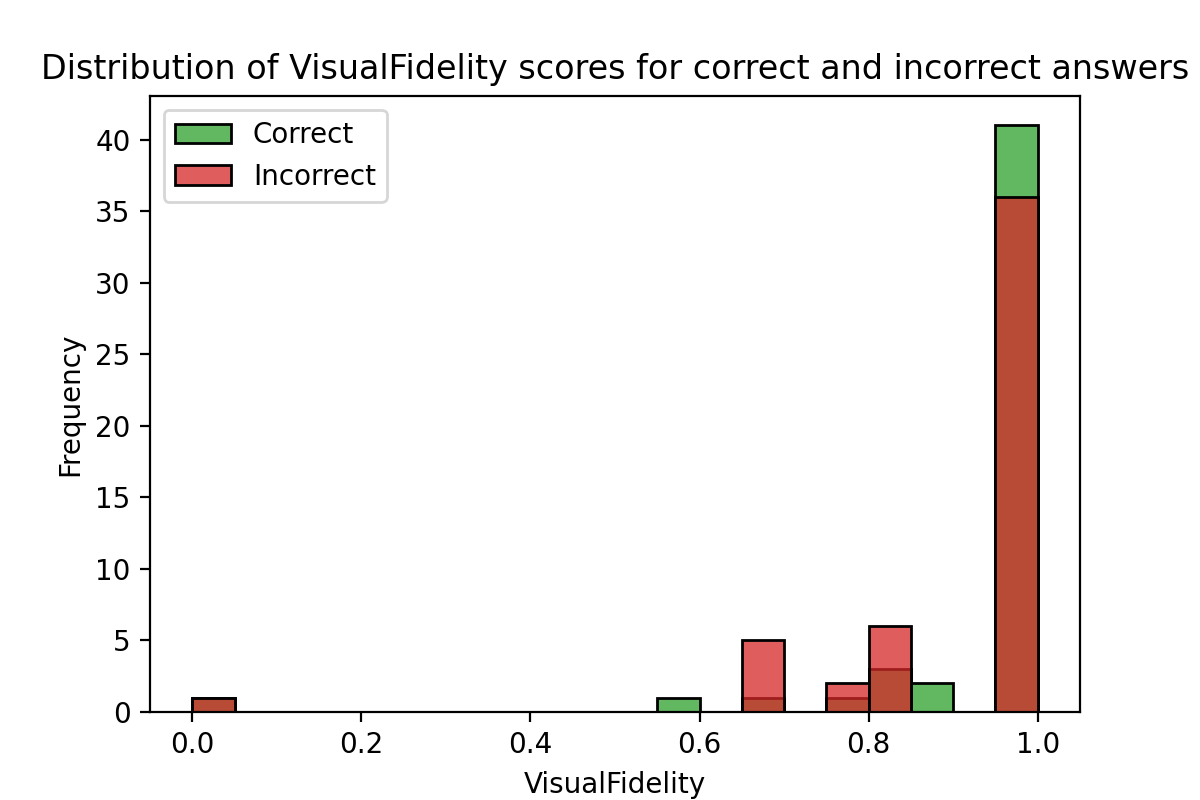 Distribution of VisualFidelity scores for correct and incorrect answers
Correct
Incorrect
40
35
30
25
20
15
10
5
0
Frequency
0.0 0.2 0.4 0.6 0.8 1.0
VisualFidelity